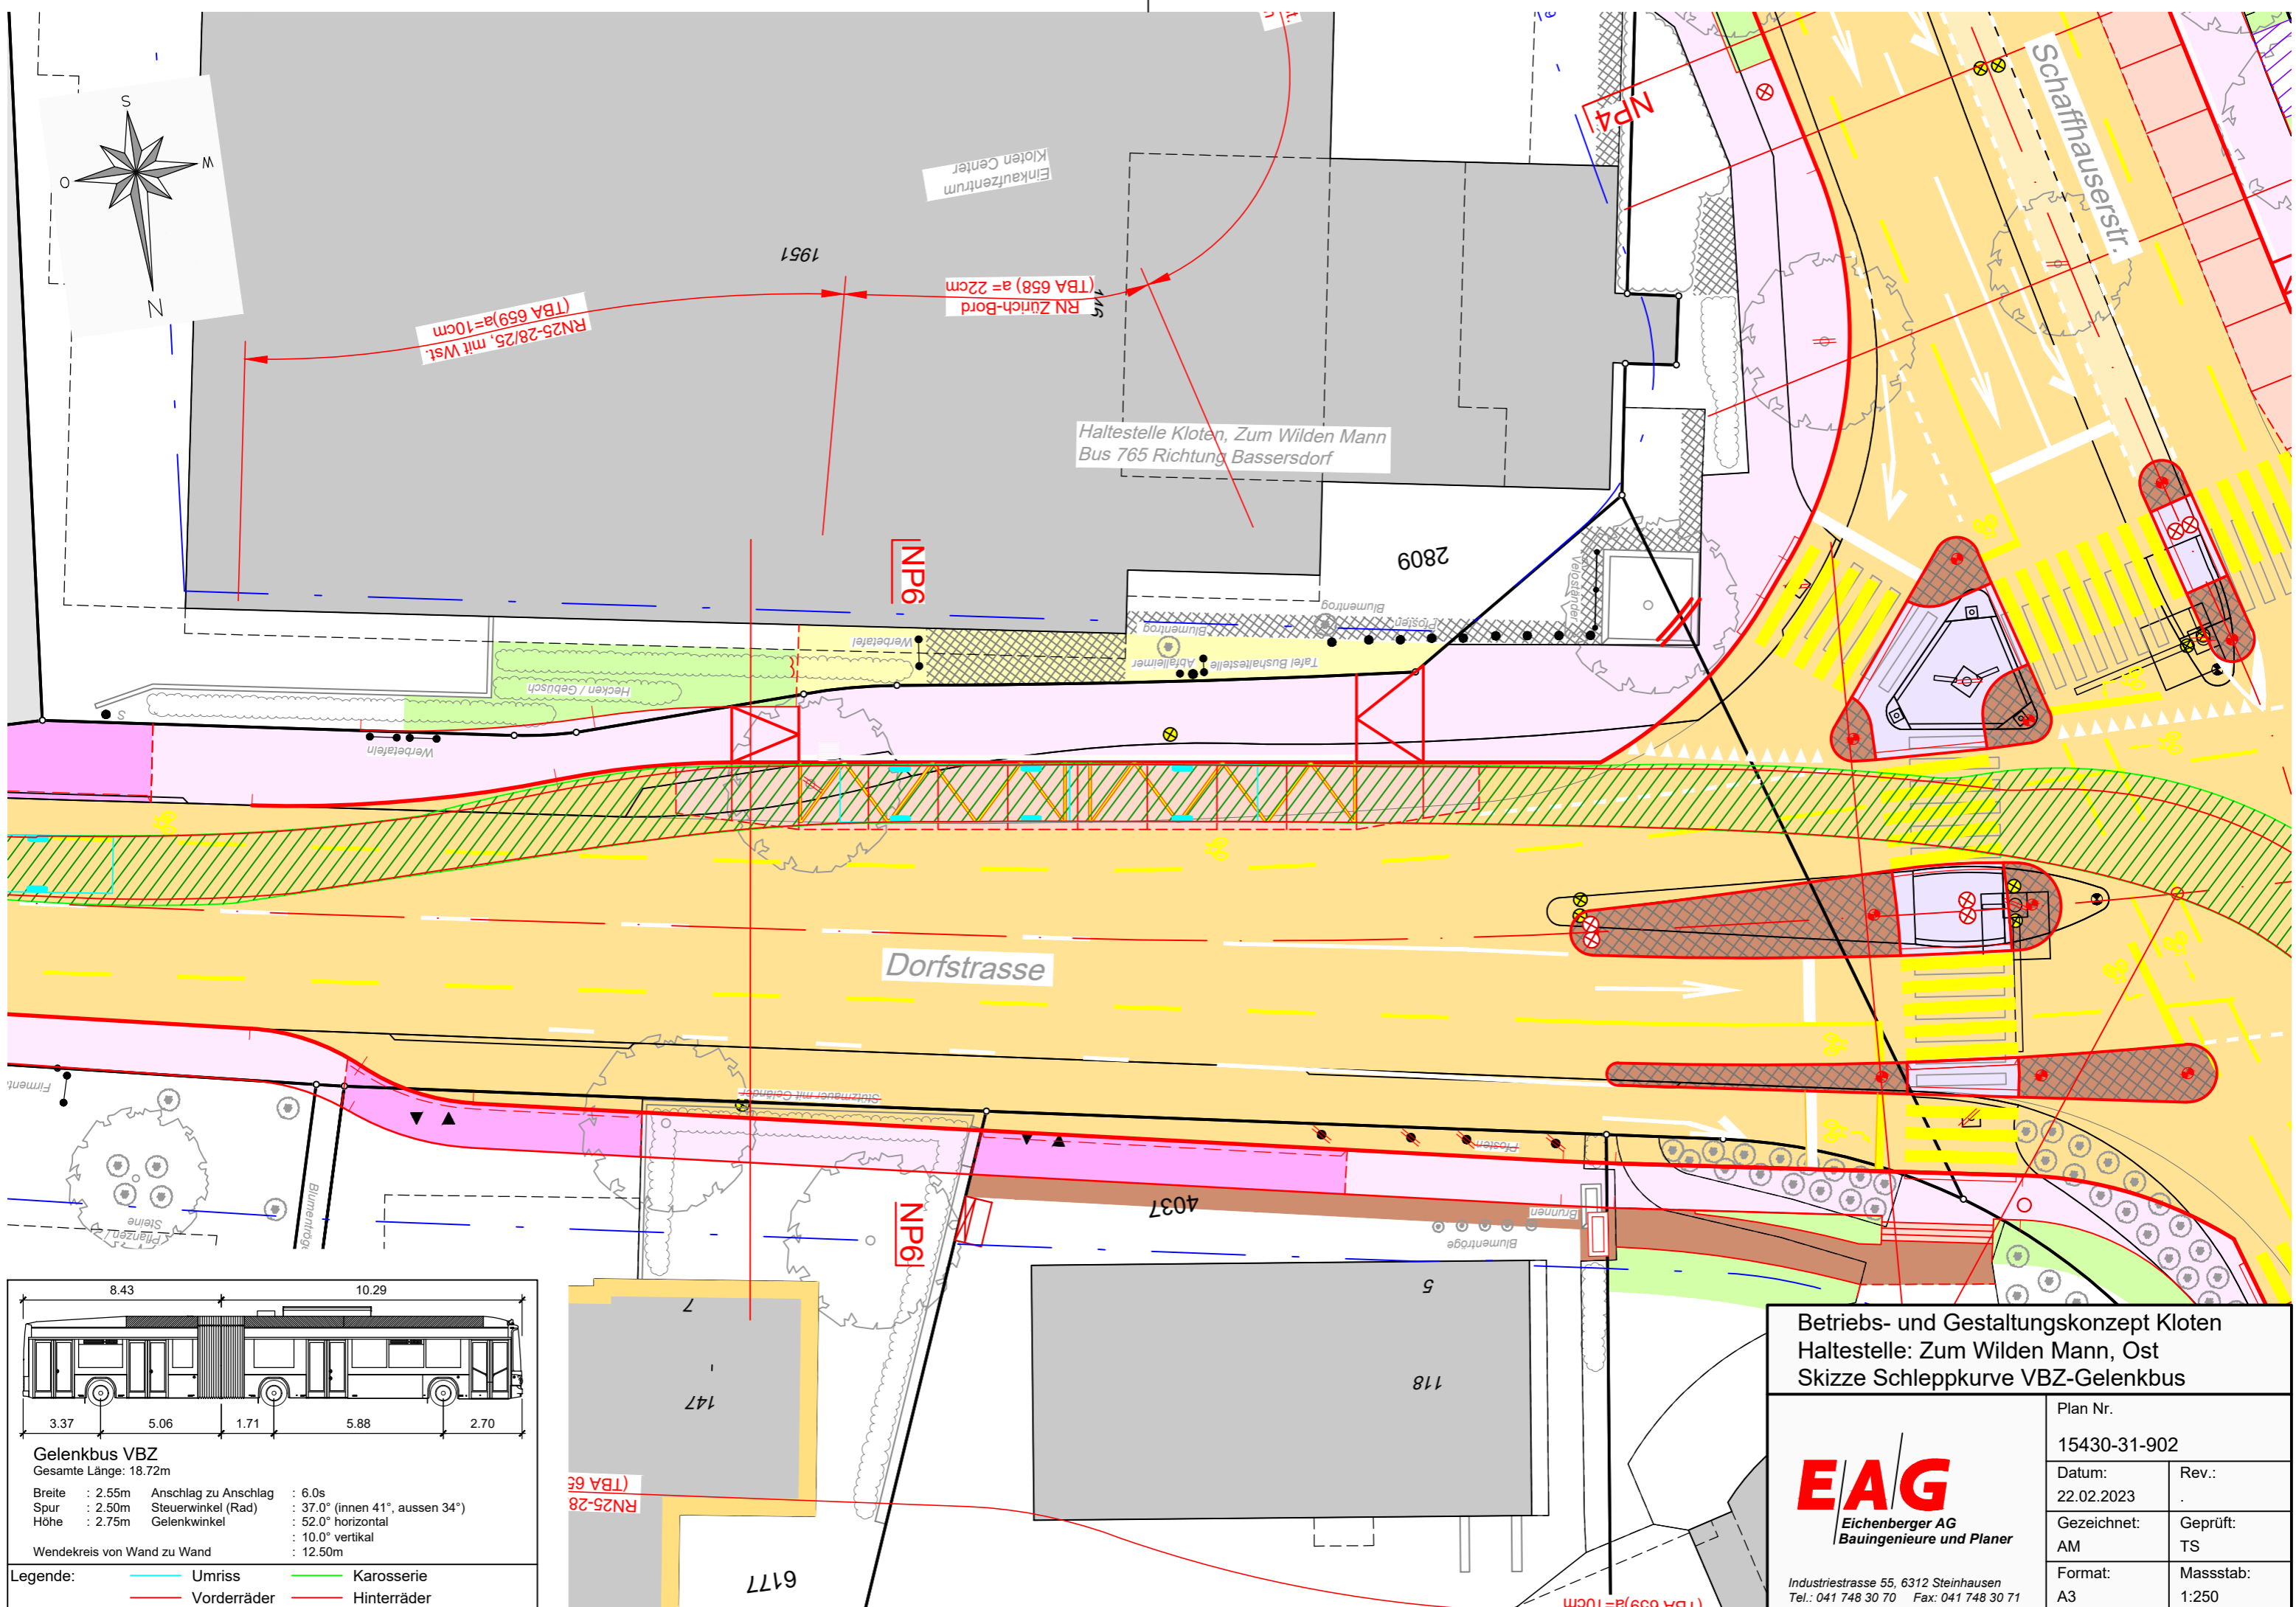 S
W
O
N
Einkaufzentrum
Kloten Center
1951
RN25-28/25, mit Wst.
(TBA 659)a=10cm
RN Zürich-Bord
(TBA 658) a= 22cm
Haltestelle Kloten, Zum Wilden Mann
Bus 765 Richtung Bassersdorf
NP4
Schaffhauserstr.
NP6
2809
Veloständer
Blumentrog
Pfosten
Blumentrog
Werbetafel
Tafel Bushaltestelle
Abfalleimer
Hecken / Gebüsch
S
Werbetafeln
Dorfstrasse
Stützmauer mit Geländer
Pfosten
Blumentröge
Pflanzen /
Steine
NP6
4037
Brunnen
Blumentröge
5
118
7
147
RN25-28
(TBA 65
6177
(TBA 659)a=10cm
8.43
10.29
3.37
5.06
1.71
5.88
2.70
Gelenkbus VBZ
Gesamte Länge: 18.72m
Breite : 2.55m Anschlag zu Anschlag : 6.0s
Spur : 2.50m Steuerwinkel (Rad) : 37.0° (innen 41°, aussen 34°)
Höhe : 2.75m Gelenkwinkel : 52.0° horizontal
: 10.0° vertikal
Wendekreis von Wand zu Wand : 12.50m
Legende: Umriss Karosserie
Vorderräder Hinterräder
Betriebs- und Gestaltungskonzept Kloten
Haltestelle: Zum Wilden Mann, Ost
Skizze Schleppkurve VBZ-Gelenkbus
EAG
Eichenberger AG
Bauingenieure und Planer
Industriestrasse 55, 6312 Steinhausen
Tel.: 041 748 30 70 Fax: 041 748 30 71
Plan Nr.
15430-31-902
Datum: Rev.:
22.02.2023 .
Gezeichnet: Geprüft:
AM TS
Format: Massstab:
A3 1:250